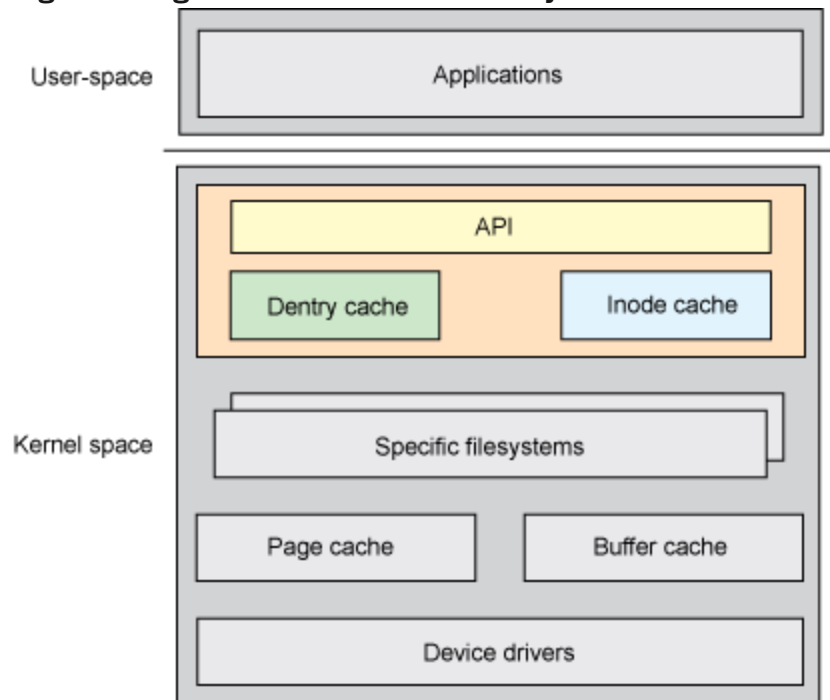 User-space
Applications
API
Dentry cache
Inode cache
Kernel space
Specific filesystems
Page cache
Buffer cache
Device drivers